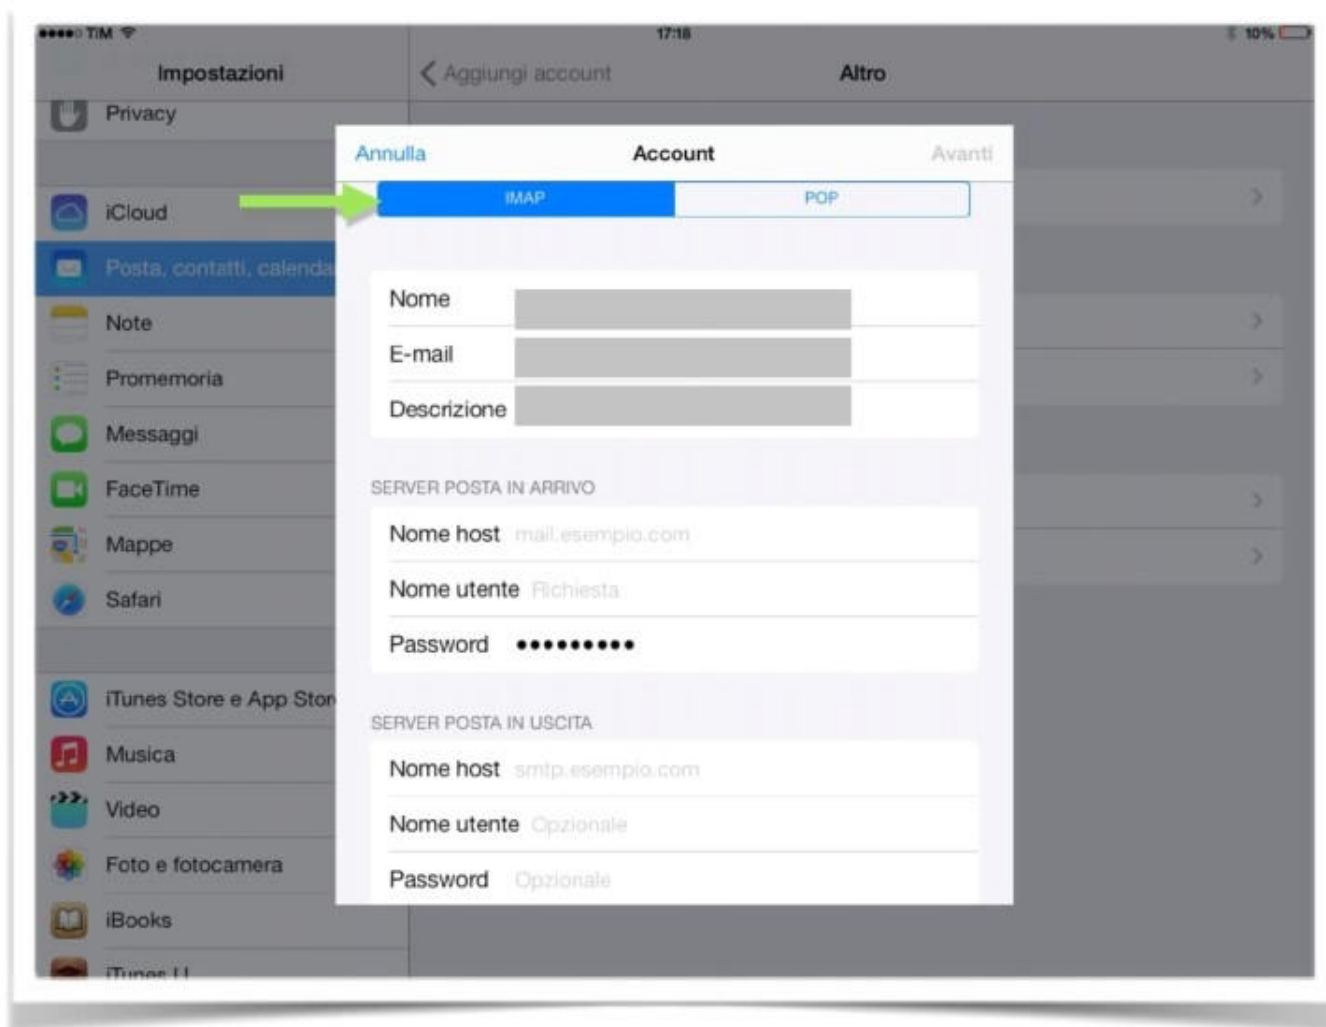 TIM 17:18 10%
Impostazioni
Aggiungi account Altro
Privacy
iCloud
Posta, contatti, calenda
Note
Promemoria
Messaggi
FaceTime
Mappe
Safari
iTunes Store e App Stor
Musica
Video
Foto e fotocamera
iBooks
iTunes U
Annulla Account Avanti
IMAP POP
Nome
E-mail
Descrizione
SERVER POSTA IN ARRIVO
Nome host mail.esempio.com
Nome utente Richiesta
Password •••••••••
SERVER POSTA IN USCITA
Nome host smtp.esempio.com
Nome utente Opzionale
Password Opzionale